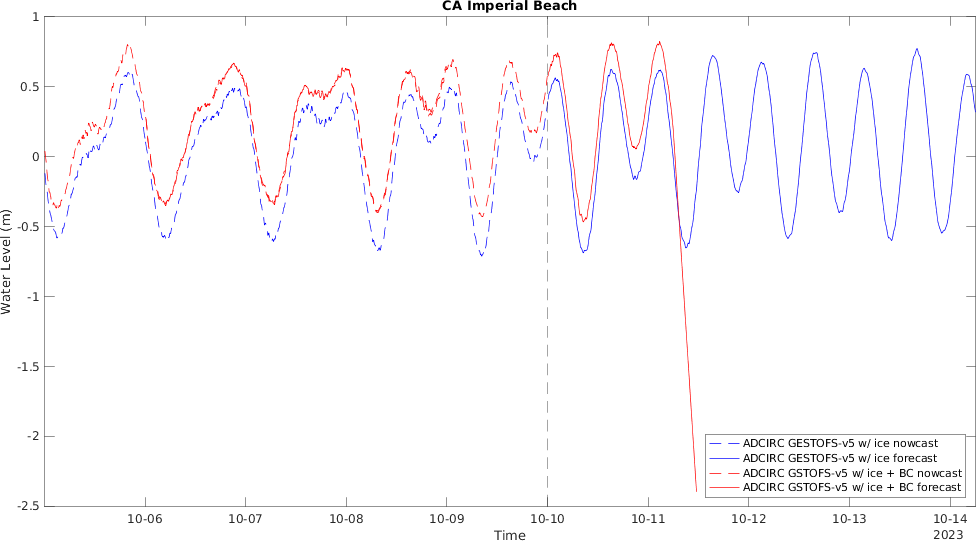 CA Imperial Beach
1
0.5
0
-0.5
-1
-1.5
-2
-2.5
Water Level (m)
10-06
10-07
10-08
10-09
10-10
10-11
10-12
10-13
10-14
2023
Time
ADCIRC GESTOFS-v5 w/ ice nowcast
ADCIRC GESTOFS-v5 w/ ice forecast
ADCIRC GSTOFS-v5 w/ ice + BC nowcast
ADCIRC GSTOFS-v5 w/ ice + BC forecast